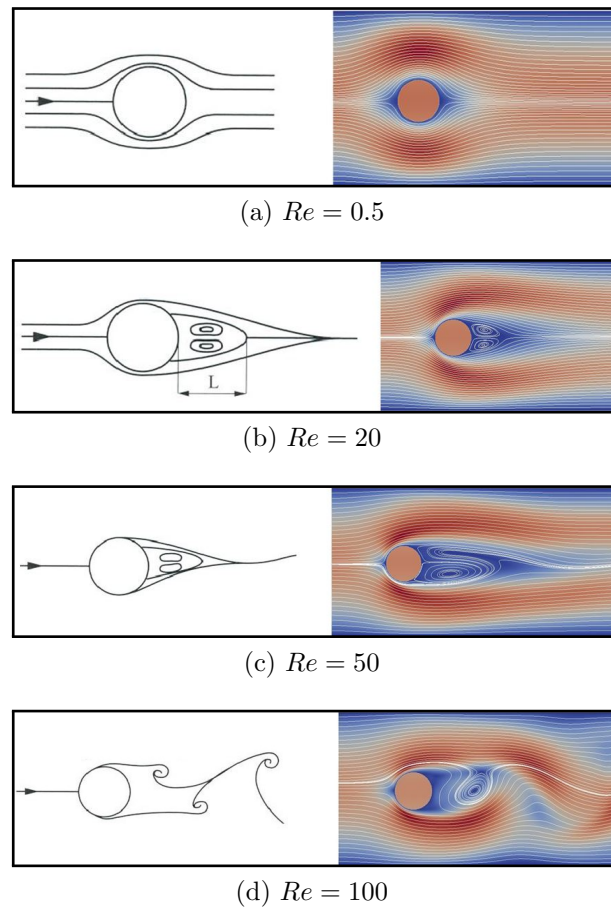 (a) Re = 0.5
L
(b) Re = 20
(c) Re = 50
(d) Re = 100